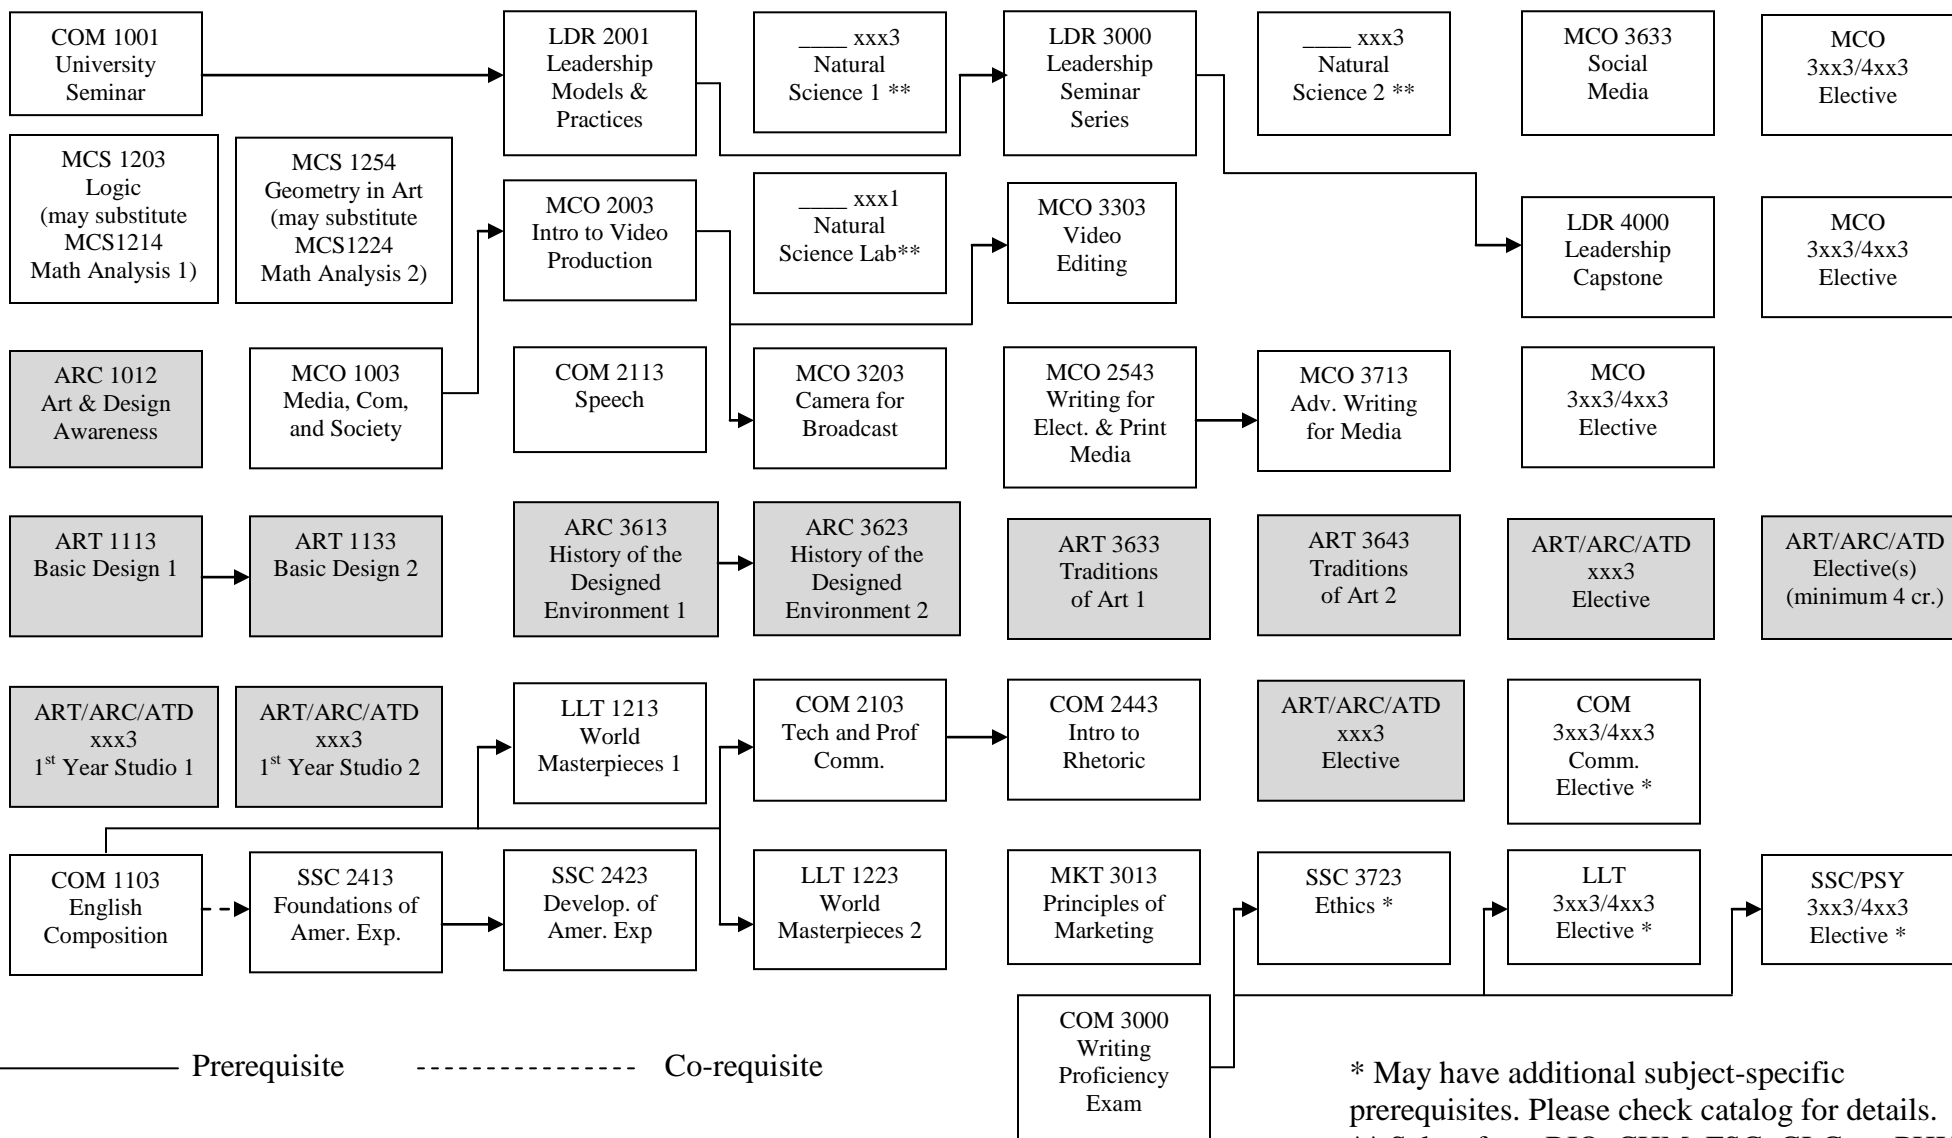 COM 1001
University
Seminar
LDR 2001
Leadership
Models &
Practices
____ xxx3
Natural
Science 1 **
LDR 3000
Leadership
Seminar
Series
____ xxx3
Natural
Science 2 **
MCO 3633
Social
Media
MCO
3xx3/4xx3
Elective
MCS 1203
Logic
(may substitute
MCS1214
Math Analysis 1)
MCS 1254
Geometry in Art
(may substitute
MCS1224
Math Analysis 2)
MCO 2003
Intro to Video
Production
____ xxx1
Natural
Science Lab**
MCO 3303
Video
Editing
LDR 4000
Leadership
Capstone
MCO
3xx3/4xx3
Elective
ARC 1012
Art & Design
Awareness
MCO 1003
Media, Com,
and Society
COM 2113
Speech
MCO 3203
Camera for
Broadcast
MCO 2543
Writing for
Elect. & Print
Media
MCO 3713
Adv. Writing
for Media
MCO
3xx3/4xx3
Elective
ART 1113
Basic Design 1
ART 1133
Basic Design 2
ARC 3613
History of the
Designed
Environment 1
ARC 3623
History of the
Designed
Environment 2
ART 3633
Traditions
of Art 1
ART 3643
Traditions
of Art 2
ART/ARC/ATD
xxx3
Elective
ART/ARC/ATD
Elective(s)
(minimum 4 cr.)
ART/ARC/ATD
xxx3
1st Year Studio 1
ART/ARC/ATD
xxx3
1st Year Studio 2
LLT 1213
World
Masterpieces 1
COM 2103
Tech and Prof
Comm.
COM 2443
Intro to
Rhetoric
ART/ARC/ATD
xxx3
Elective
COM
3xx3/4xx3
Comm.
Elective *
COM 1103
English
Composition
SSC 2413
Foundations of
Amer. Exp.
SSC 2423
Develop. of
Amer. Exp
LLT 1223
World
Masterpieces 2
MKT 3013
Principles of
Marketing
SSC 3723
Ethics *
LLT
3xx3/4xx3
Elective *
SSC/PSY
3xx3/4xx3
Elective *
COM 3000
Writing
Proficiency
Exam
Prerequisite
Co-requisite
* May have additional subject-specific
prerequisites. Please check catalog for details.